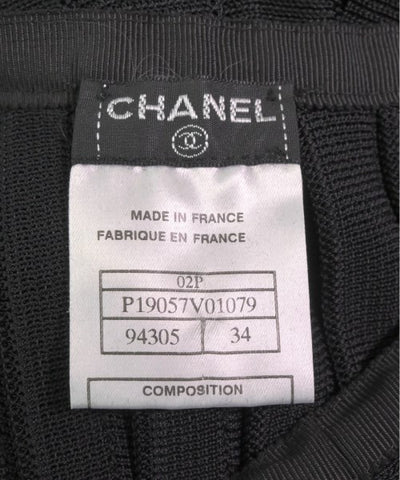 CHANEL
MADE IN FRANCE
FABRIQUE EN FRANCE
02P
P19057V01079
94305 34
COMPOSITION